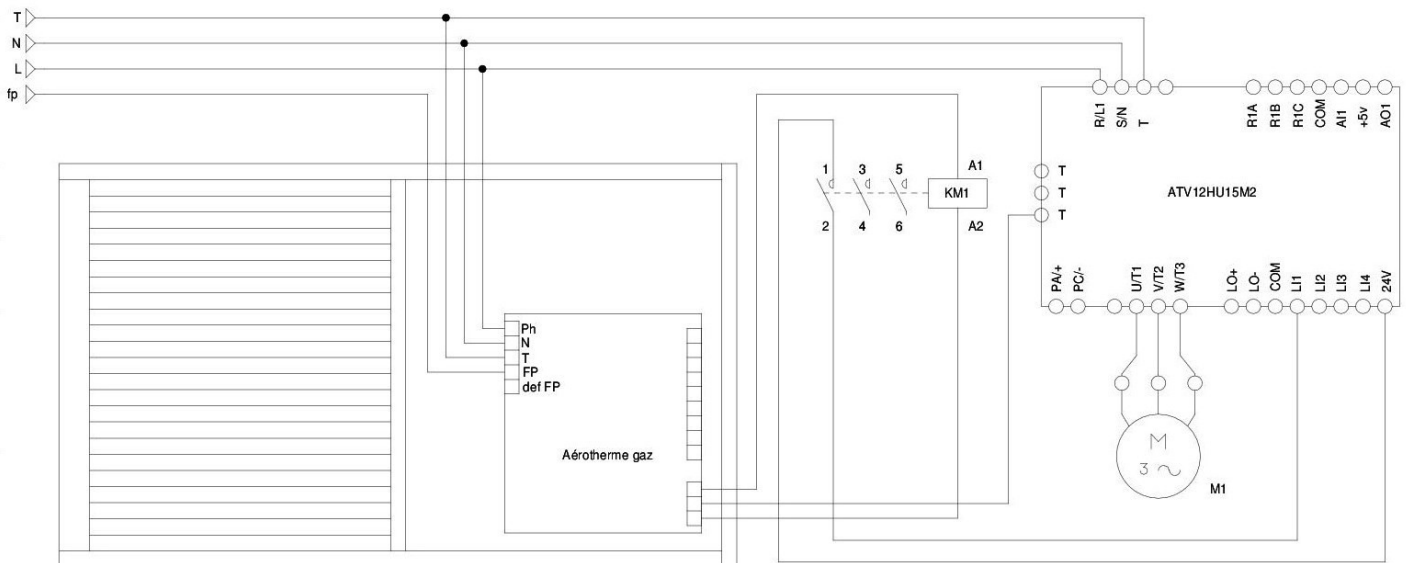 T
N
L
fp
R/L1 S/N T R1A R1B R1C COM AI1 +5v AO1
1 3 5 A1
KM1
2 4 6 A2
T
T
T
ATV12HU15M2
PA/+ PC/- U/T1 V/T2 W/T3 LO+ LO- COM LI1 LI2 LI3 LI4 24V
Ph
N
T
FP
def FP
Aérotherme gaz
M
3 ~
M1